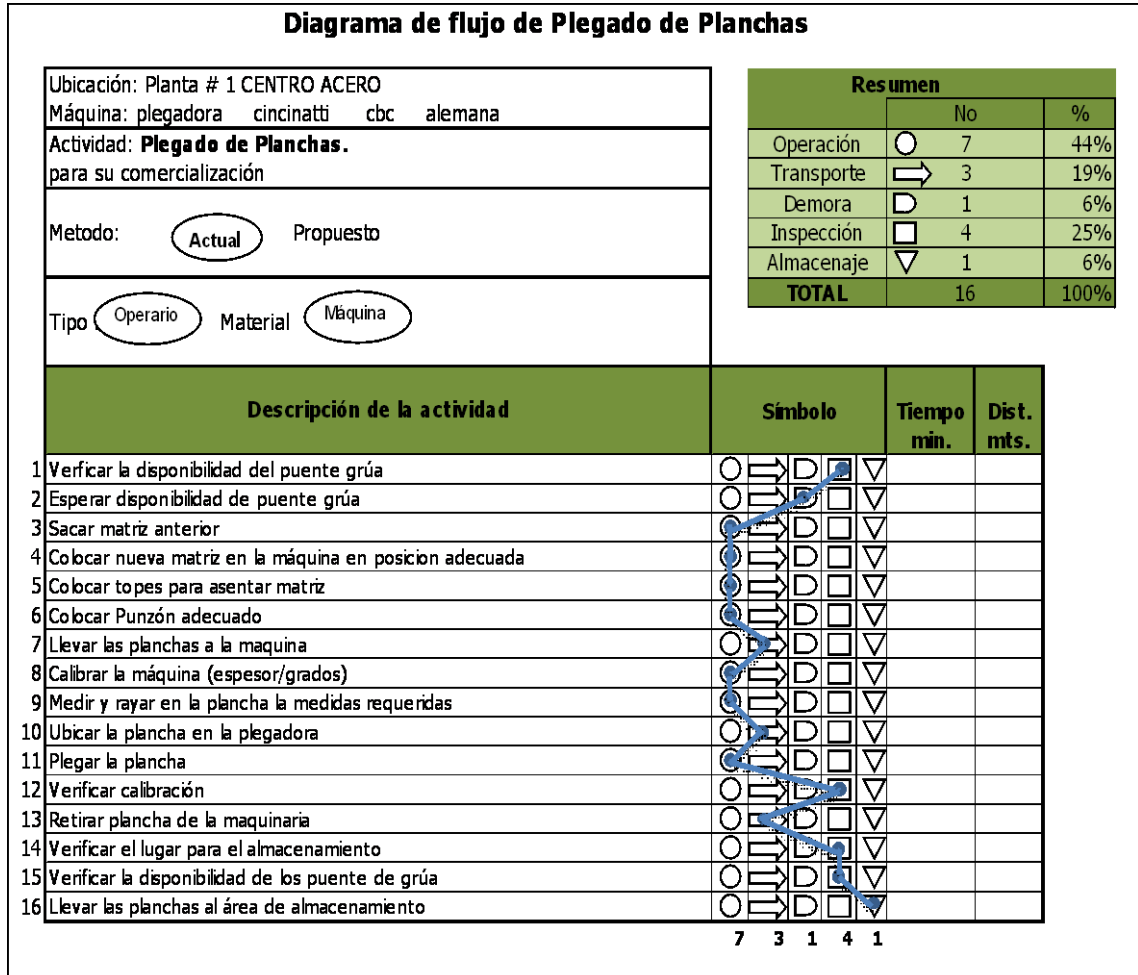 Diagrama de flujo de Plegado de Planchas
Ubicación: Planta # 1 CENTRO ACERO
Máquina: plegadora cincinatti cbc alemana
Actividad: Plegado de Planchas.
para su comercialización
Metodo: Actual Propuesto
Tipo Operario Material Máquina
Resumen
No %
Operación 7 44%
Transporte 3 19%
Demora 1 6%
Inspección 4 25%
Almacenaje 1 6%
TOTAL 16 100%
Descripción de la actividad Símbolo Tiempo min. Dist. mts.
1 Verficar la disponibilidad del puente grúa
2 Esperar disponibilidad de puente grúa
3 Sacar matriz anterior
4 Colocar nueva matriz en la máquina en posicion adecuada
5 Colocar topes para asentar matriz
6 Colocar Punzón adecuado
7 Llevar las planchas a la maquina
8 Calibrar la máquina (espesor/grados)
9 Medir y rayar en la plancha la medidas requeridas
10 Ubicar la plancha en la plegadora
11 Plegar la plancha
12 Verificar calibración
13 Retirar plancha de la maquinaria
14 Verificar el lugar para el almacenamiento
15 Verificar la disponibilidad de los puente de grúa
16 Llevar las planchas al área de almacenamiento
7 3 1 4 1